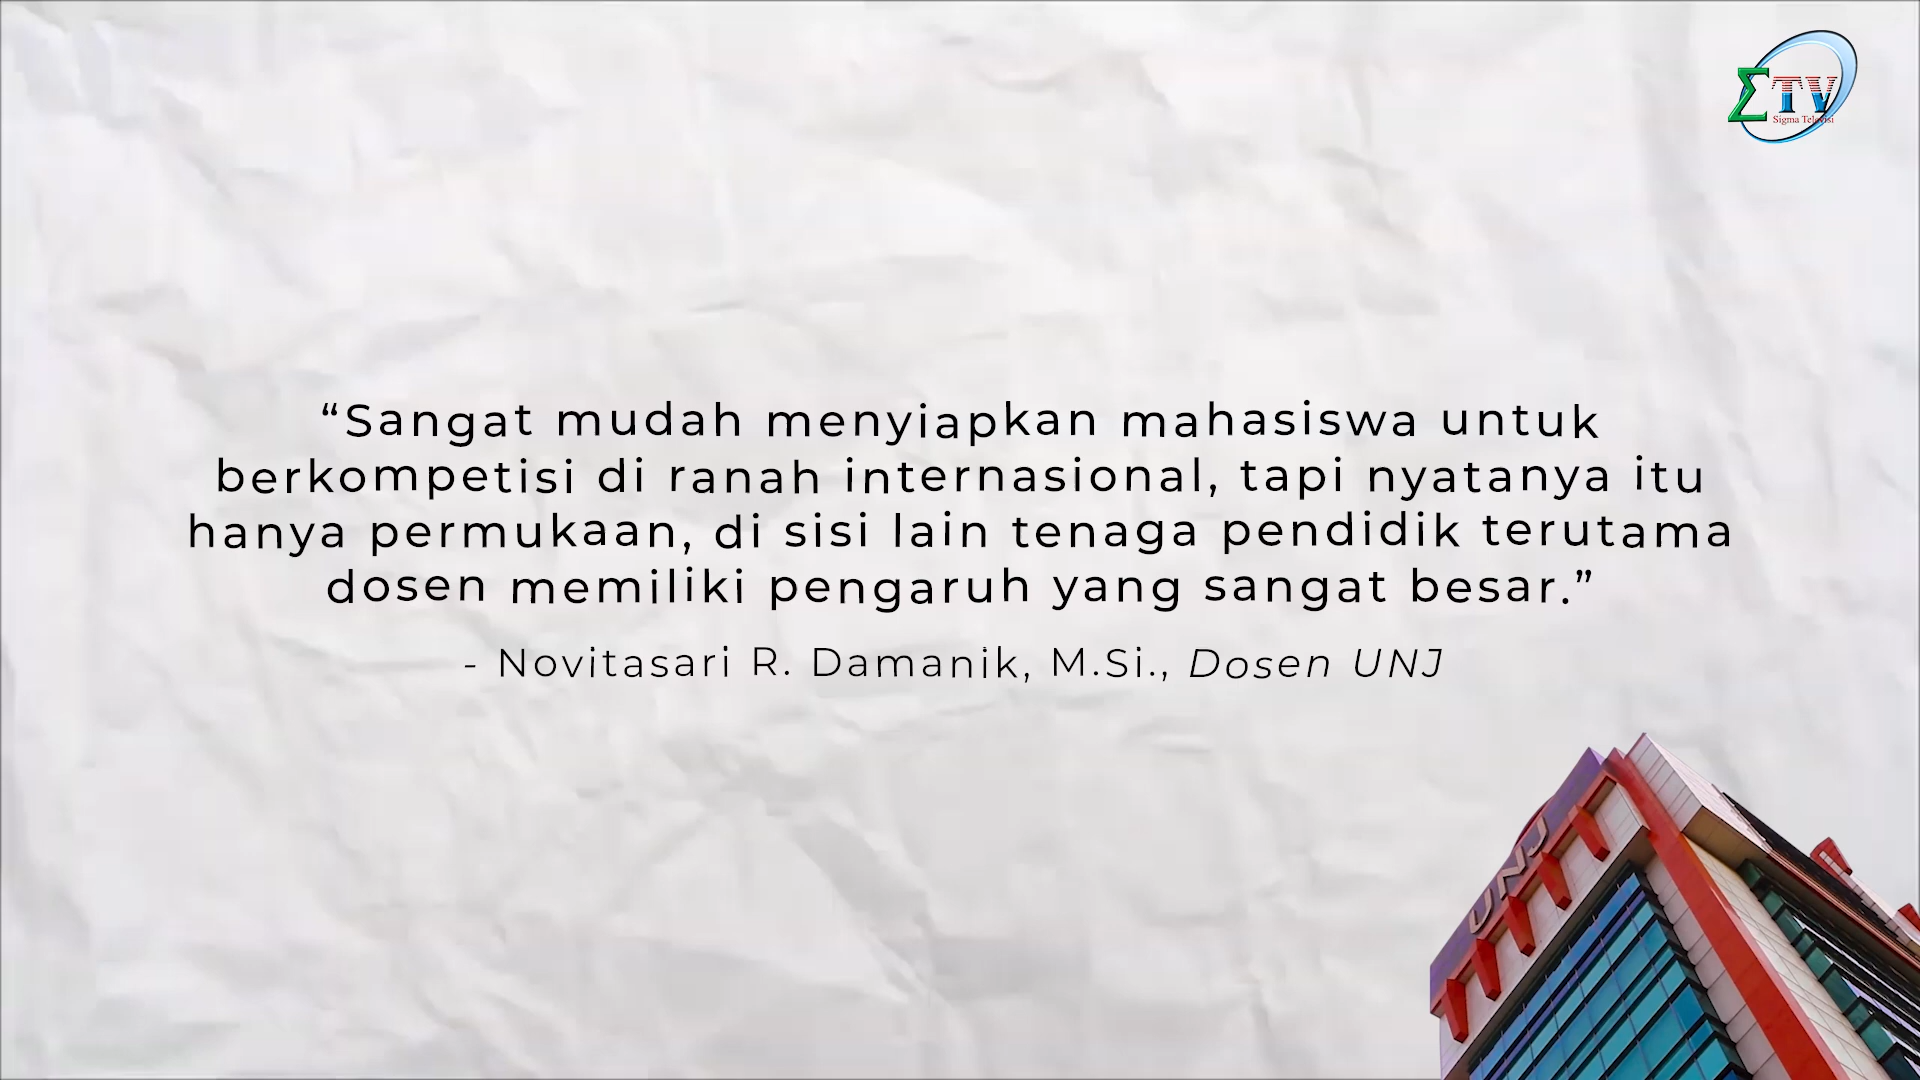 ΣTV
Sigma Televisi
“Sangat mudah menyiapkan mahasiswa untuk
berkompetisi di ranah internasional, tapi nyatanya itu
hanya permukaan, di sisi lain tenaga pendidik terutama
dosen memiliki pengaruh yang sangat besar.”
- Novitasari R. Damanik, M.Si., Dosen UNJ
UNJ